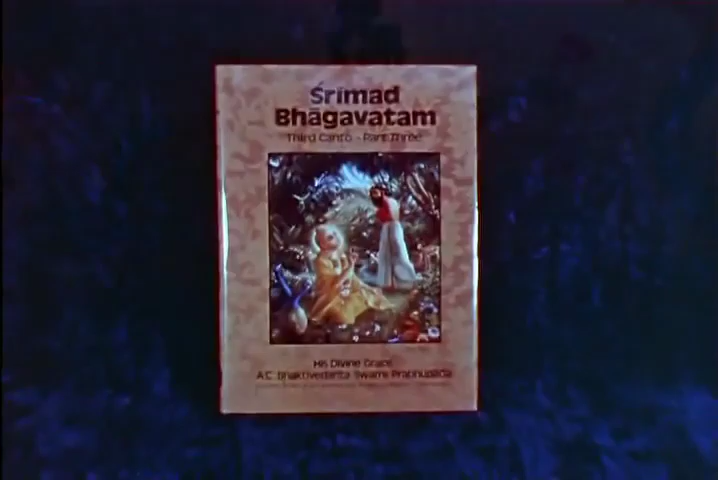 Śrīmad
Bhāgavatam
Third Canto - Part Three
His Divine Grace
A.C. Bhaktivedanta Swami Prabhupāda